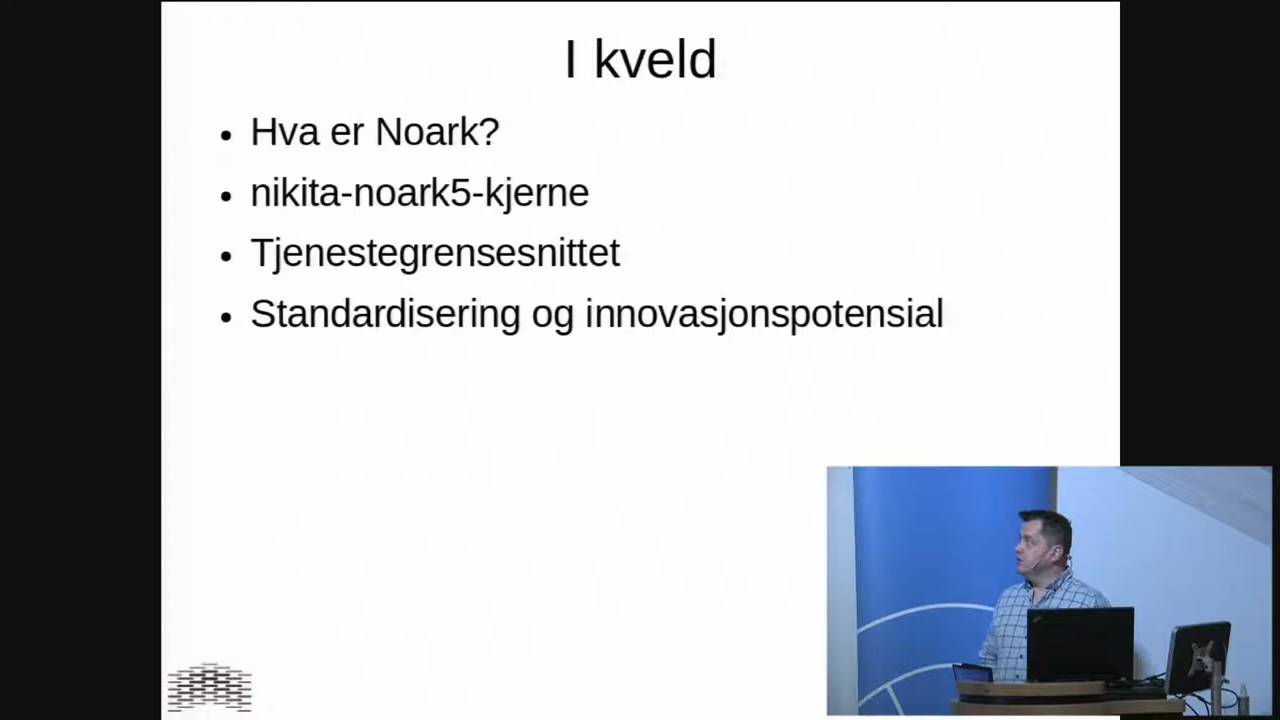 I kveld
Hva er Noark?
nikita-noark5-kjerne
Tjenestegrensesnittet
Standardisering og innovasjonspotensial